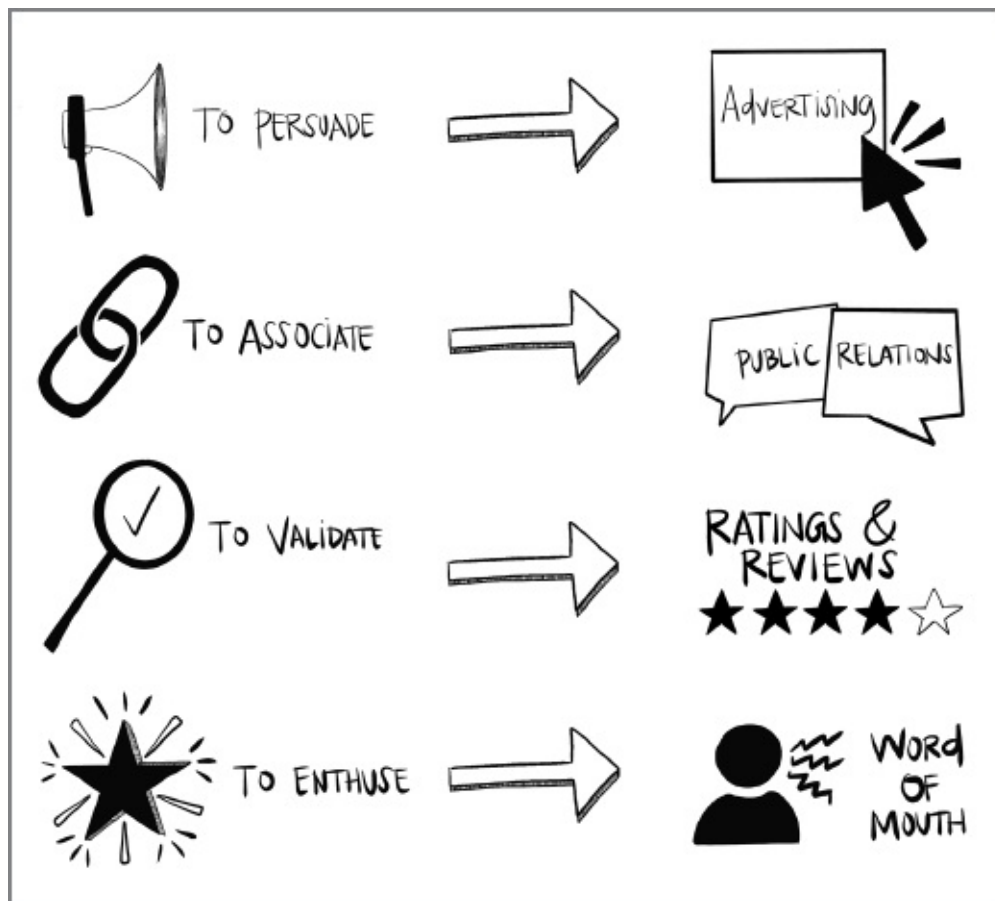 To PERSUADE
AdvERTisiNg
To ASSOCiATE
PUBLiC RELATIONS
To VALIDATE
RATINGS &
REVIEWS
To ENTHUSE
WORd
OF
MOUTH